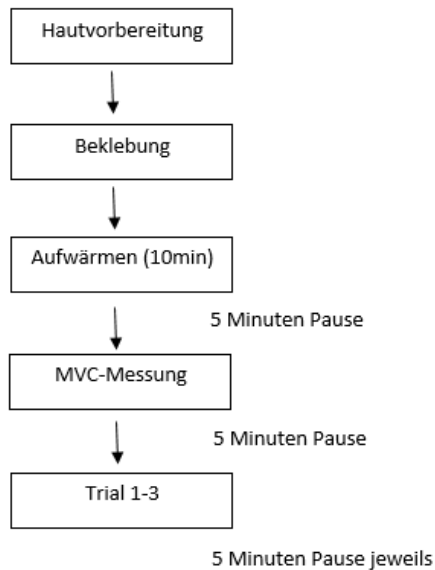 Hautvorbereitung
Beklebung
Aufwärmen (10min)
5 Minuten Pause
MVC-Messung
5 Minuten Pause
Trial 1-3
5 Minuten Pause jeweils